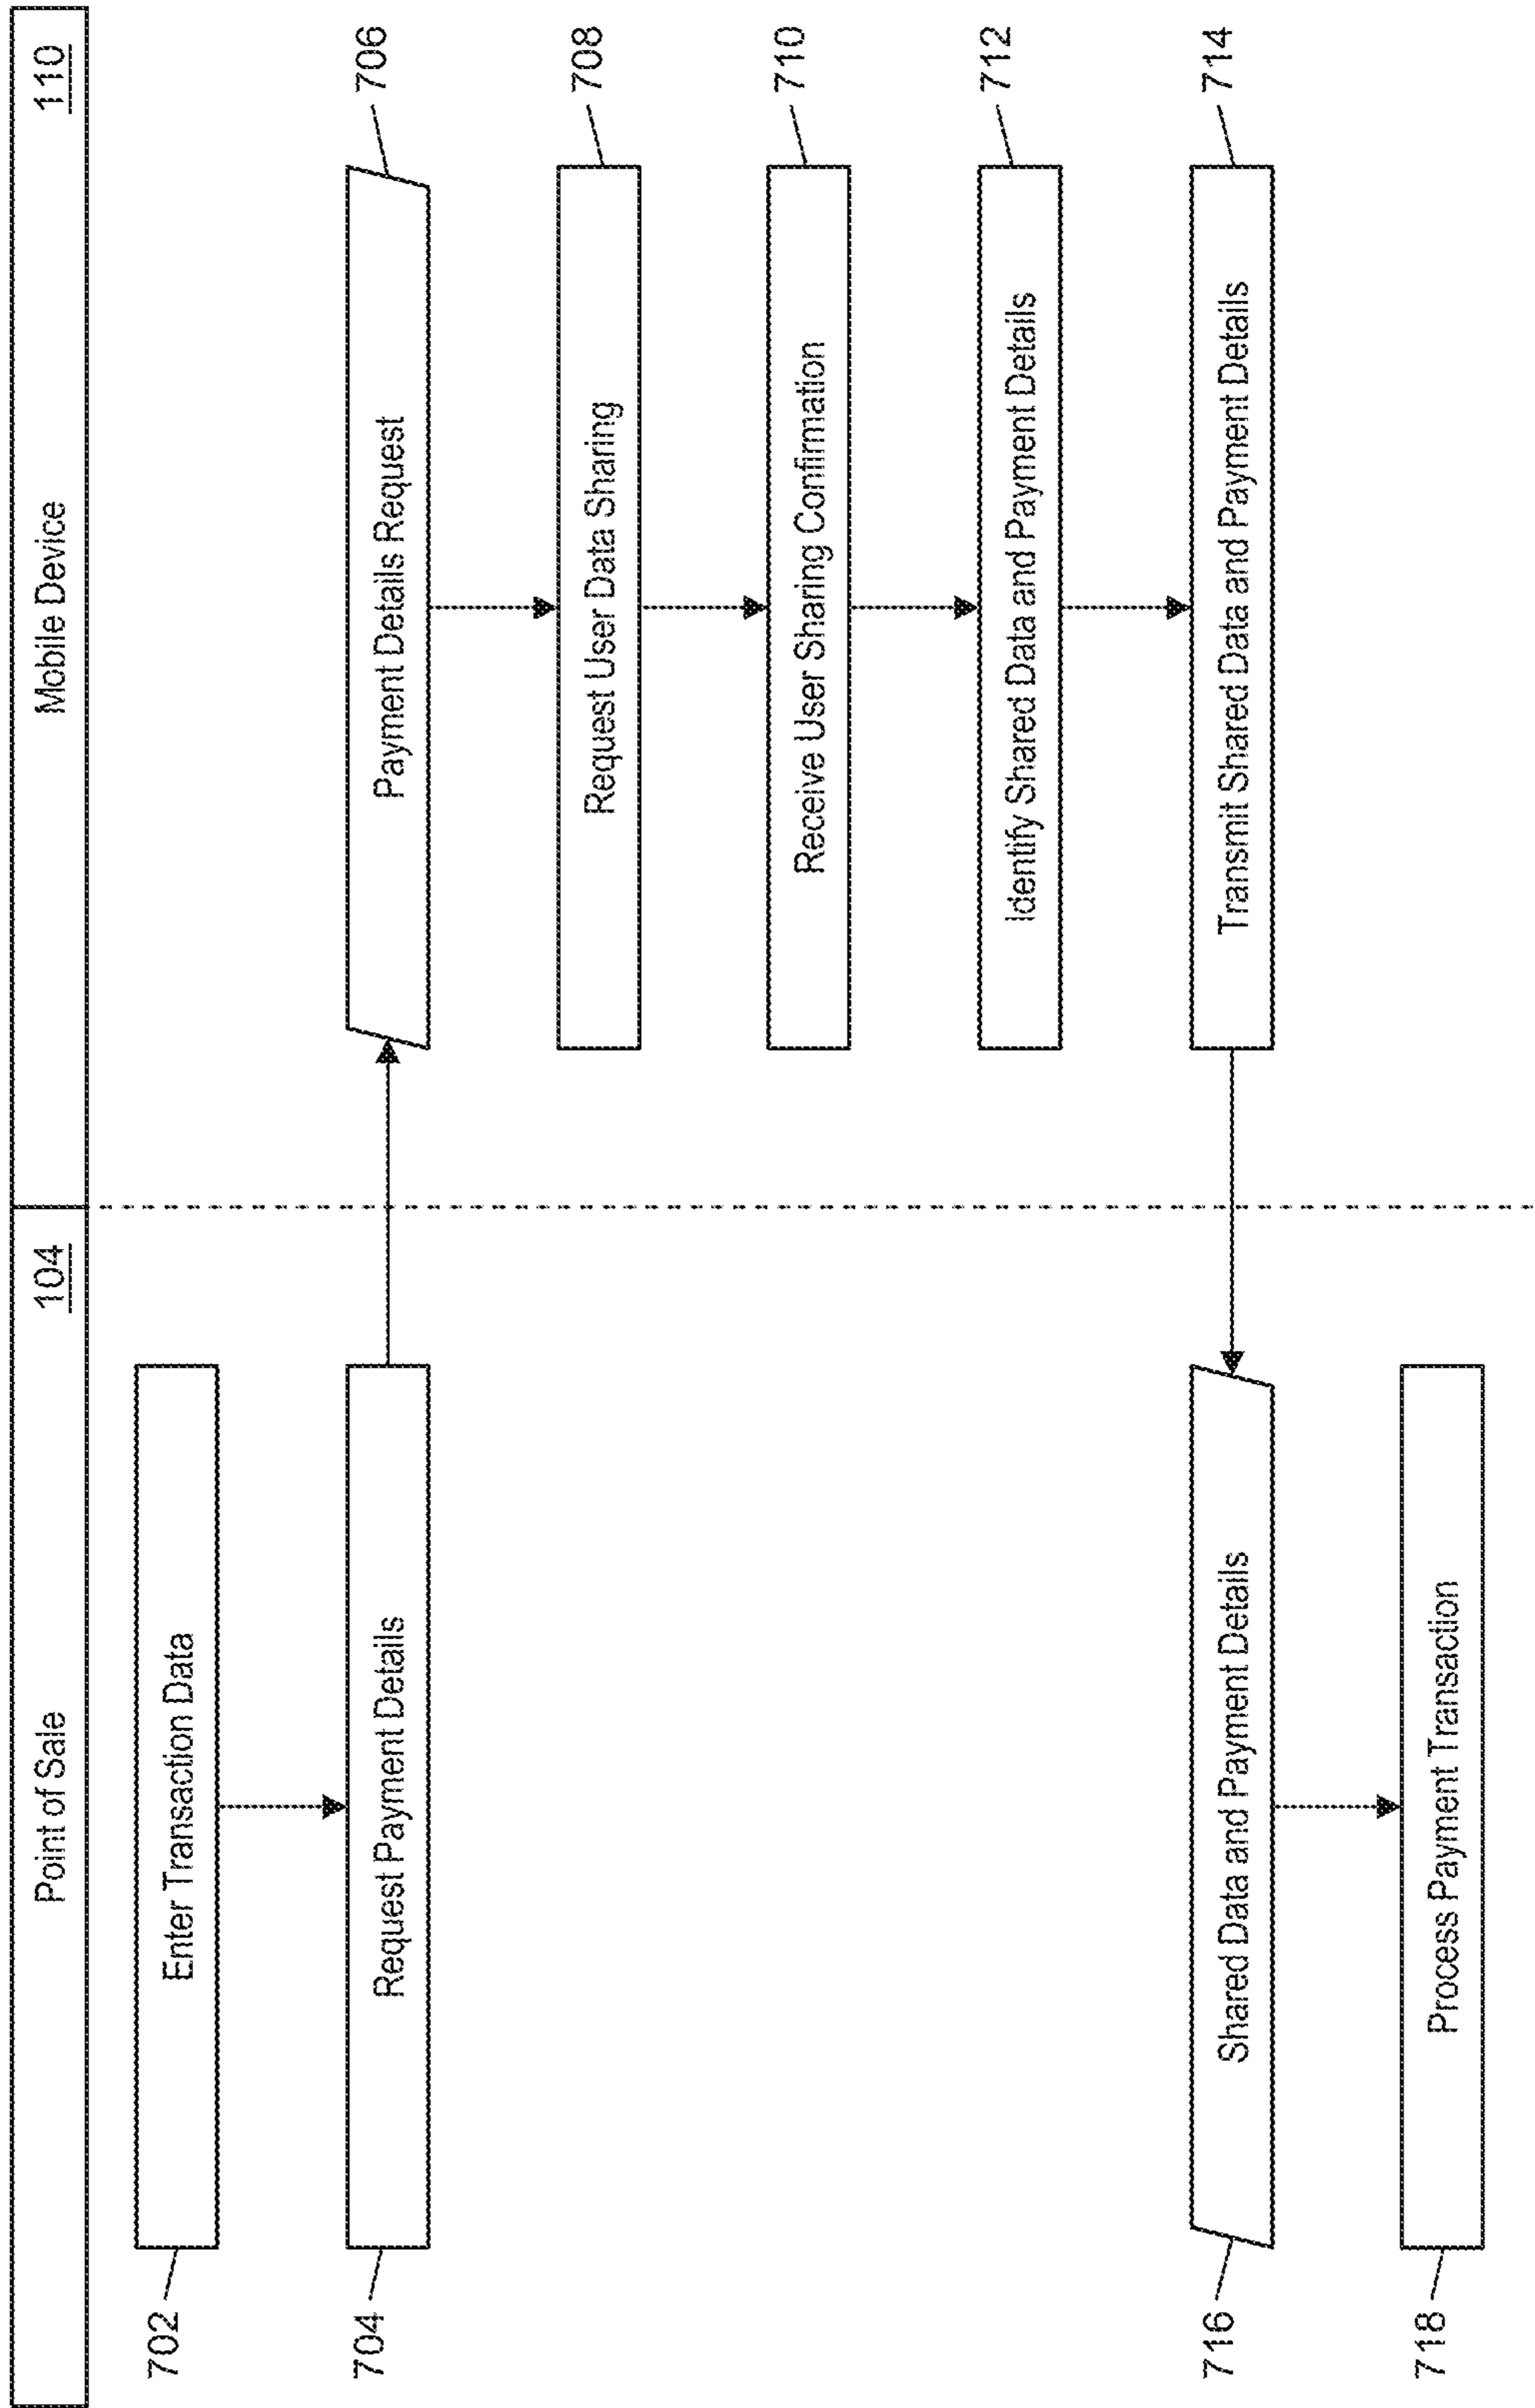 Point of Sale 104
Mobile Device 110
702 Enter Transaction Data
704 Request Payment Details
Payment Details Request 706
Request User Data Sharing 708
Receive User Sharing Confirmation 710
Identify Shared Data and Payment Details 712
Transmit Shared Data and Payment Details 714
716 Shared Data and Payment Details
718 Process Payment Transaction